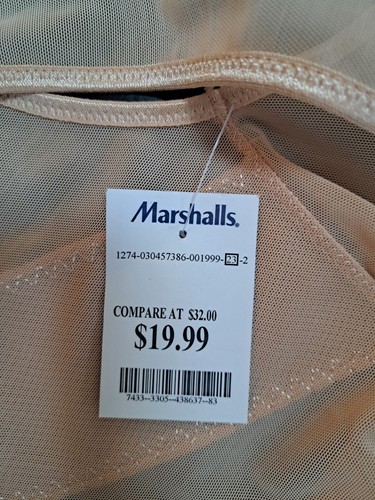 Marshalls.
1274-030457386-001999-23-2
COMPARE AT $32.00
$19.99
7433--3305--438637--83